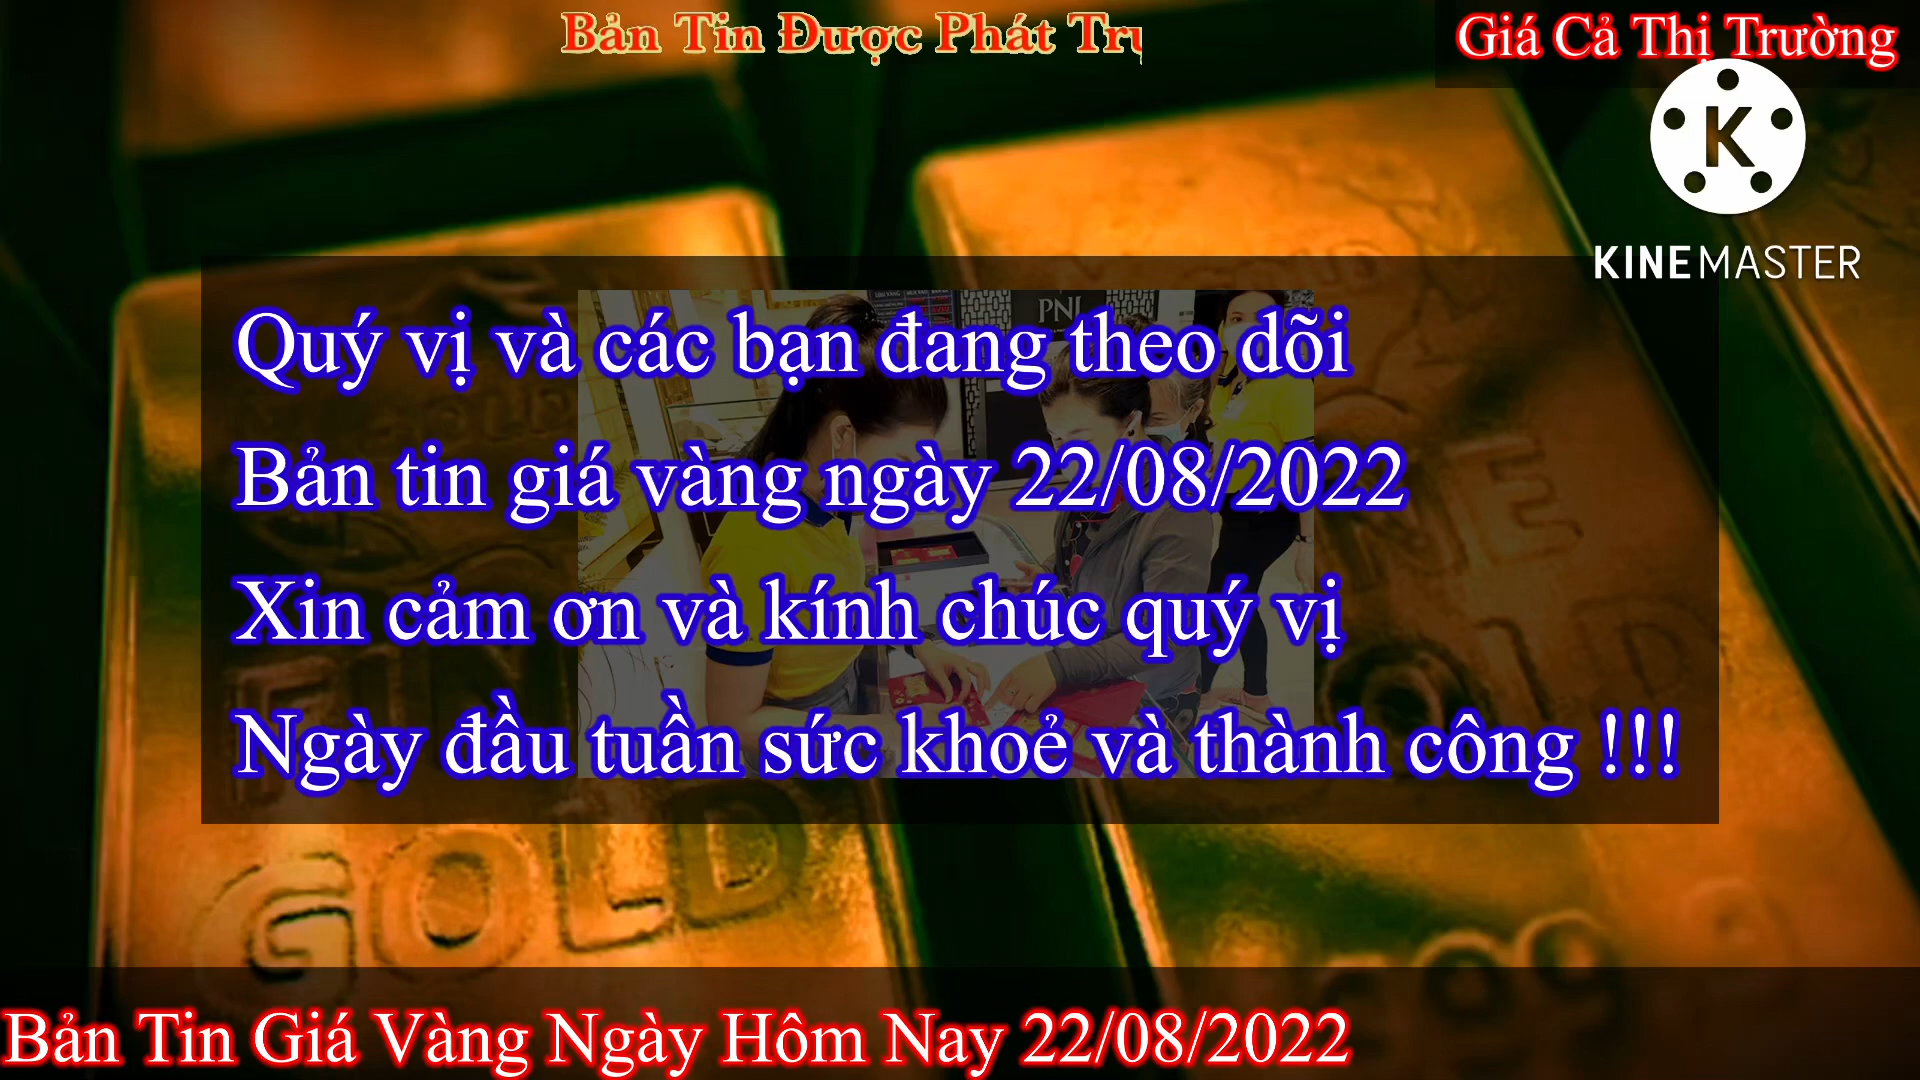 Bản Tin Được Phát
Giá Cả Thị Trường
K
KINEMASTER
PNJ
Quý vị và các bạn đang theo dõi
Bản tin giá vàng ngày 22/08/2022
Xin cảm ơn và kính chúc quý vị
Ngày đầu tuần sức khoẻ và thành công !!!
GOLD
Bản Tin Giá Vàng Ngày Hôm Nay 22/08/2022